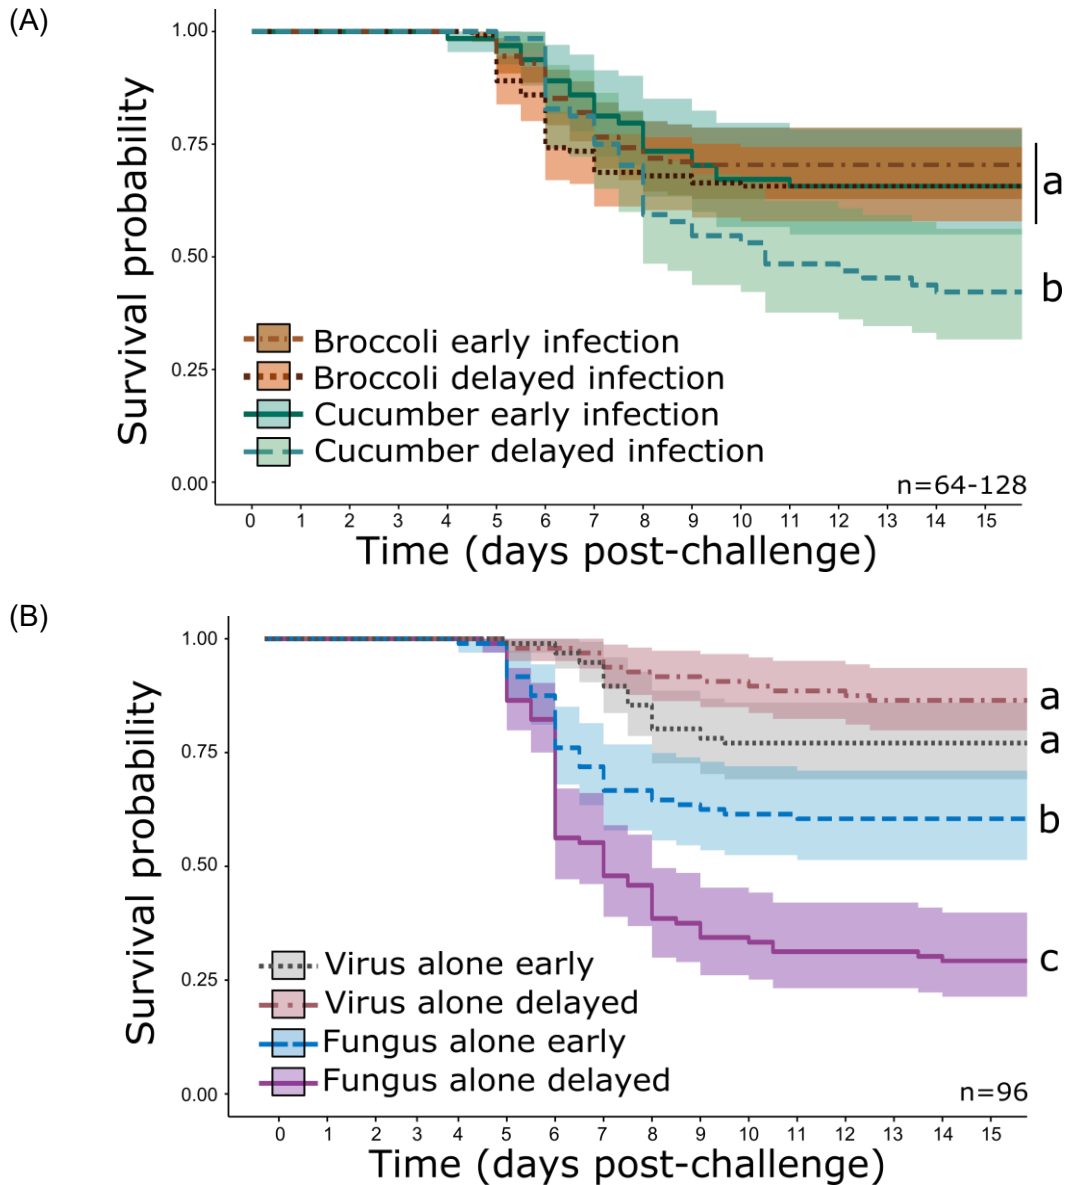 (A)
Survival probability
1.00
0.75
0.50
0.25
0.00
a
b
Broccoli early infection
Broccoli delayed infection
Cucumber early infection
Cucumber delayed infection
n=64-128
0 1 2 3 4 5 6 7 8 9 10 11 12 13 14 15
Time (days post-challenge)
(B)
Survival probability
1.00
0.75
0.50
0.25
0.00
a
a
b
c
Virus alone early
Virus alone delayed
Fungus alone early
Fungus alone delayed
n=96
0 1 2 3 4 5 6 7 8 9 10 11 12 13 14 15
Time (days post-challenge)